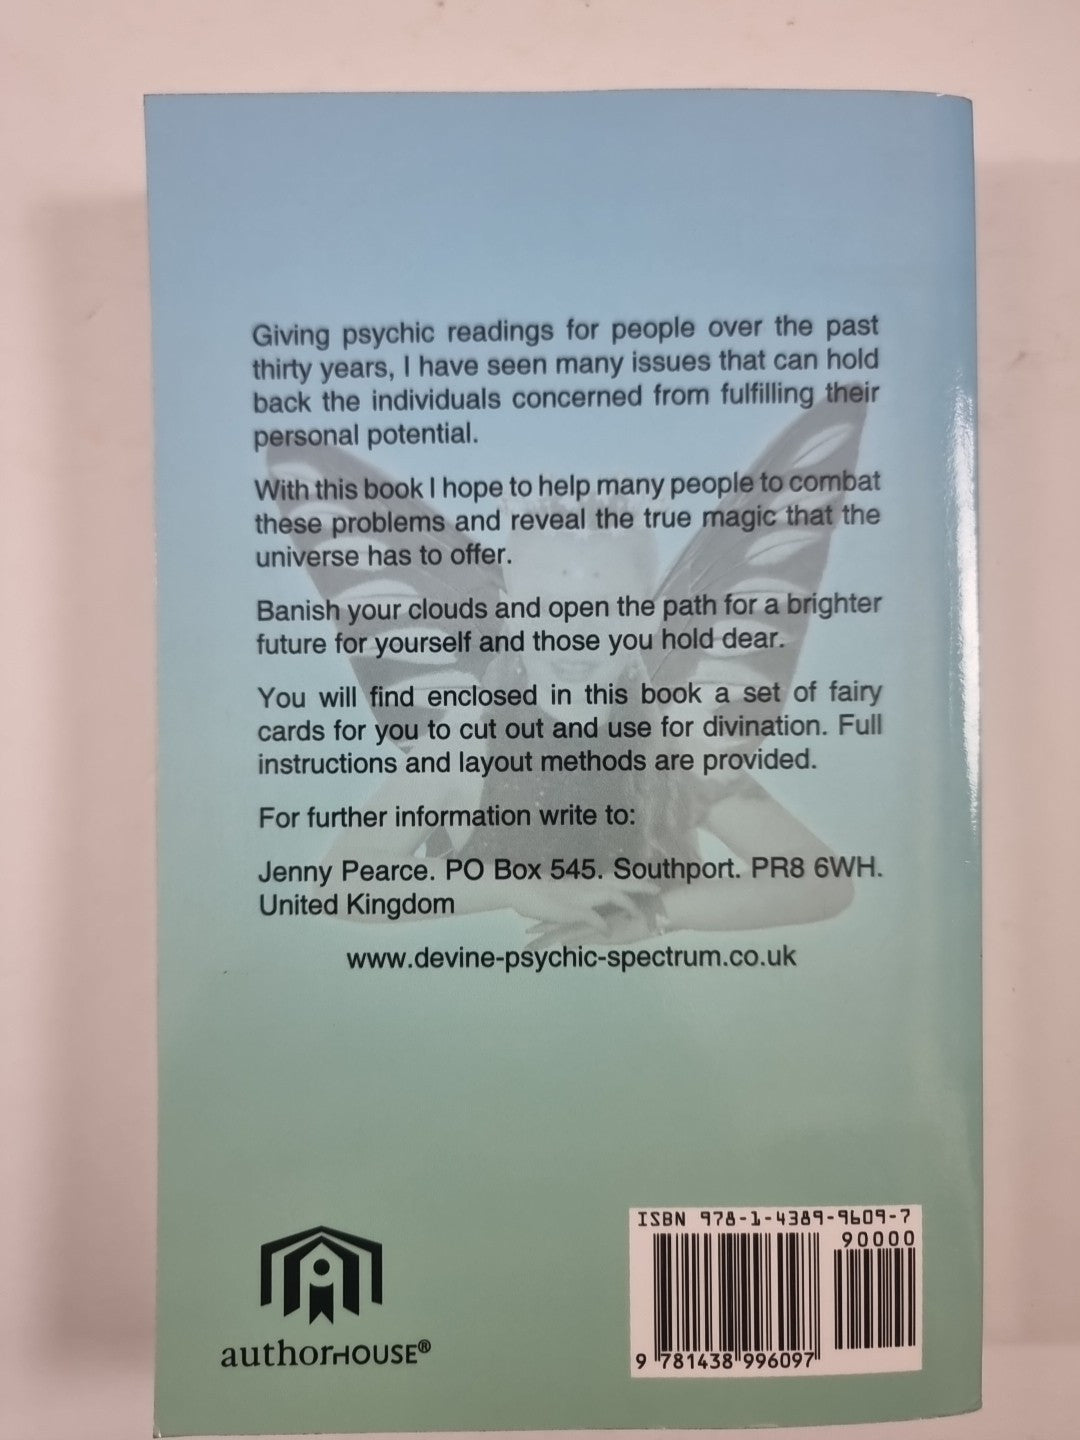 Giving psychic readings for people over the past
thirty years, I have seen many issues that can hold
back the individuals concerned from fulfilling their
personal potential.
With this book I hope to help many people to combat
these problems and reveal the true magic that the
universe has to offer.
Banish your clouds and open the path for a brighter
future for yourself and those you hold dear.
You will find enclosed in this book a set of fairy
cards for you to cut out and use for divination. Full
instructions and layout methods are provided.
For further information write to:
Jenny Pearce. PO Box 545. Southport. PR8 6WH.
United Kingdom
www.devine-psychic-spectrum.co.uk
authorHOUSE®
ISBN 978-1-4389-9609-7
90000
9 781438 996097